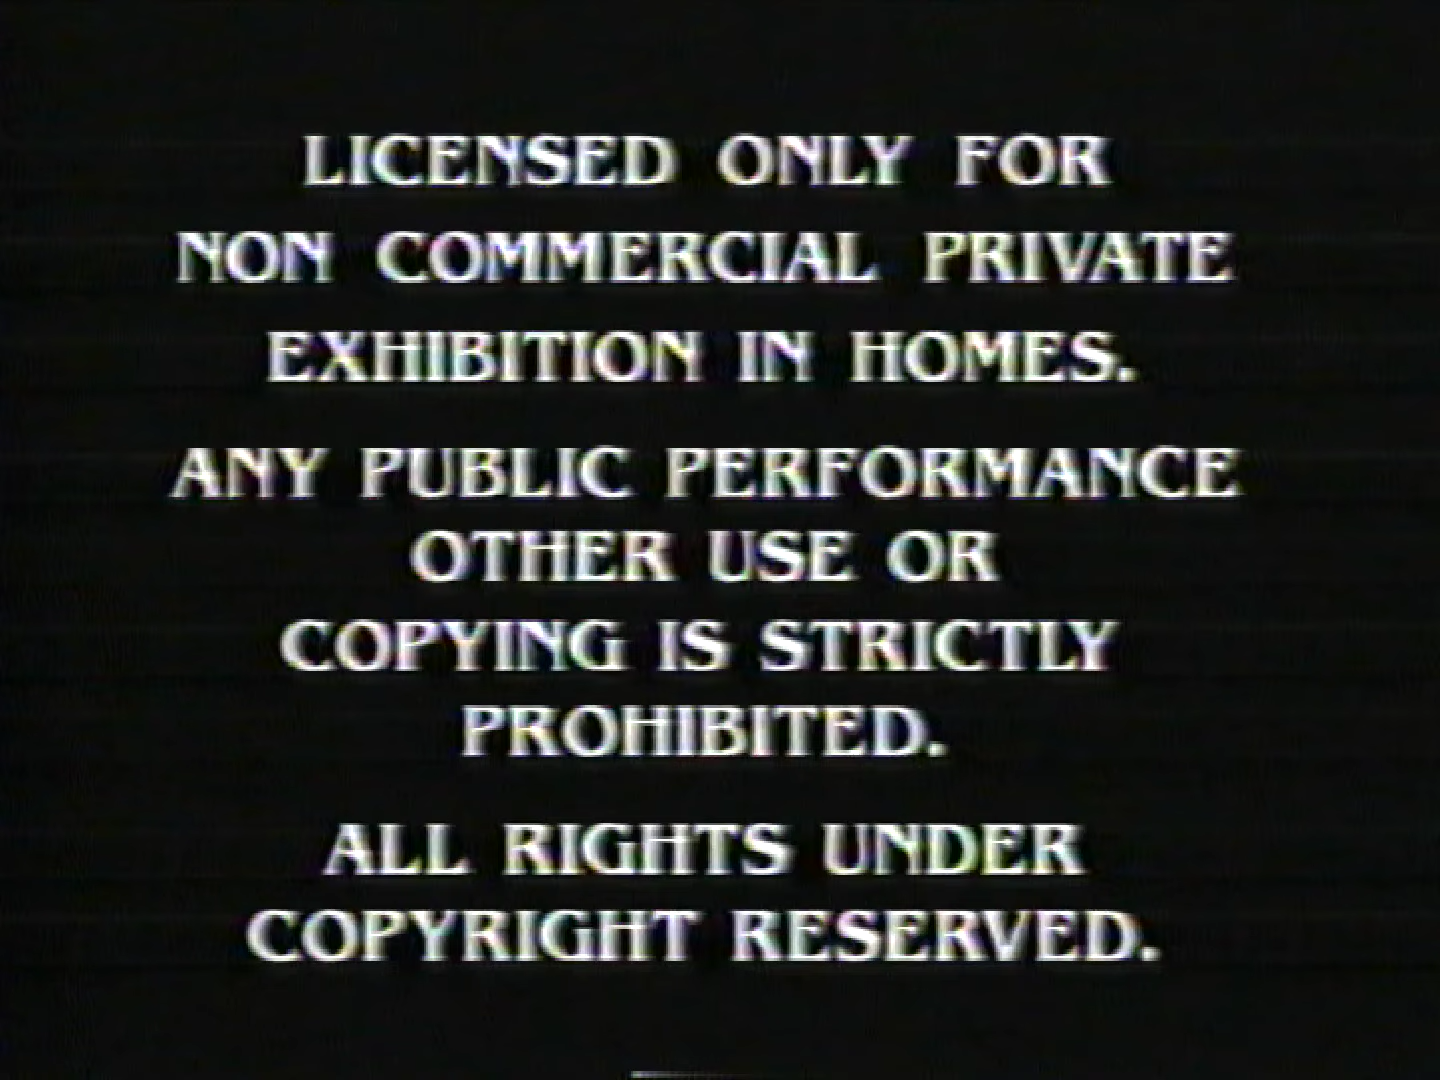 LICENSED ONLY FOR
NON COMMERCIAL PRIVATE
EXHIBITION IN HOMES.
ANY PUBLIC PERFORMANCE
OTHER USE OR
COPYING IS STRICTLY
PROHIBITED.
ALL RIGHTS UNDER
COPYRIGHT RESERVED.